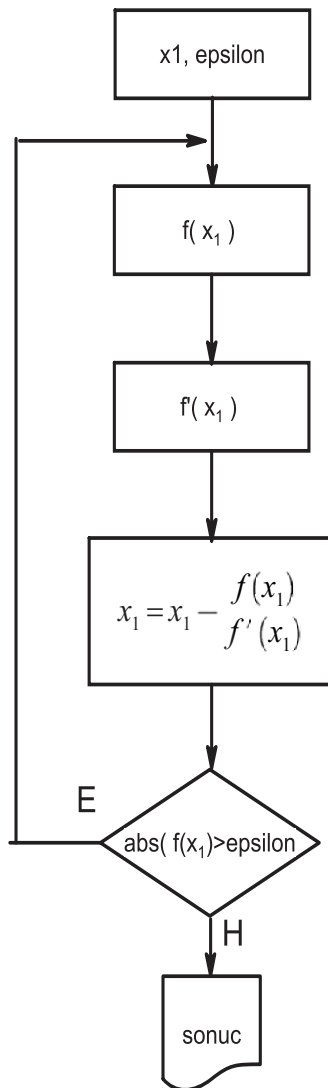 x1, epsilon
f( x₁ )
f'( x₁ )
x₁ = x₁ − f(x₁) / f'(x₁)
E
abs( f(x₁)>epsilon
H
sonuc